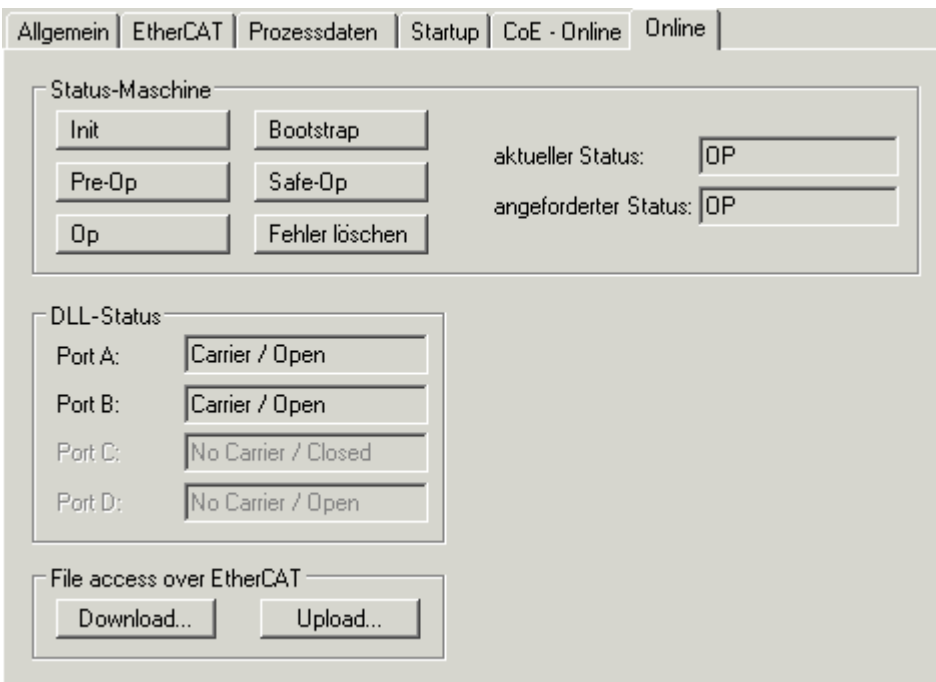 Allgemein EtherCAT Prozessdaten Startup CoE - Online Online
Status-Maschine
Init Bootstrap
Pre-Op Safe-Op
Op Fehler löschen
aktueller Status: OP
angeforderter Status: OP
DLL-Status
Port A: Carrier / Open
Port B: Carrier / Open
Port C: No Carrier / Closed
Port D: No Carrier / Open
File access over EtherCAT
Download... Upload...